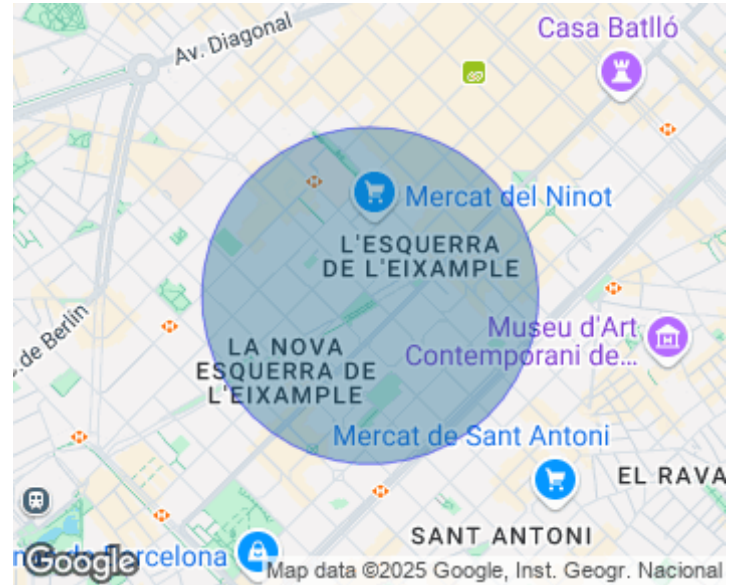 Av. Diagonal
Casa Batlló
Mercat del Ninot
L'ESQUERRA
DE L'EIXAMPLE
Museu d'Art
Contemporani de...
de Berlin
LA NOVA
ESQUERRA DE
L'EIXAMPLE
Mercat de Sant Antoni
EL RAVA
SANT ANTONI
Barcelona
Google
Map data ©2025 Google, Inst. Geogr. Nacional